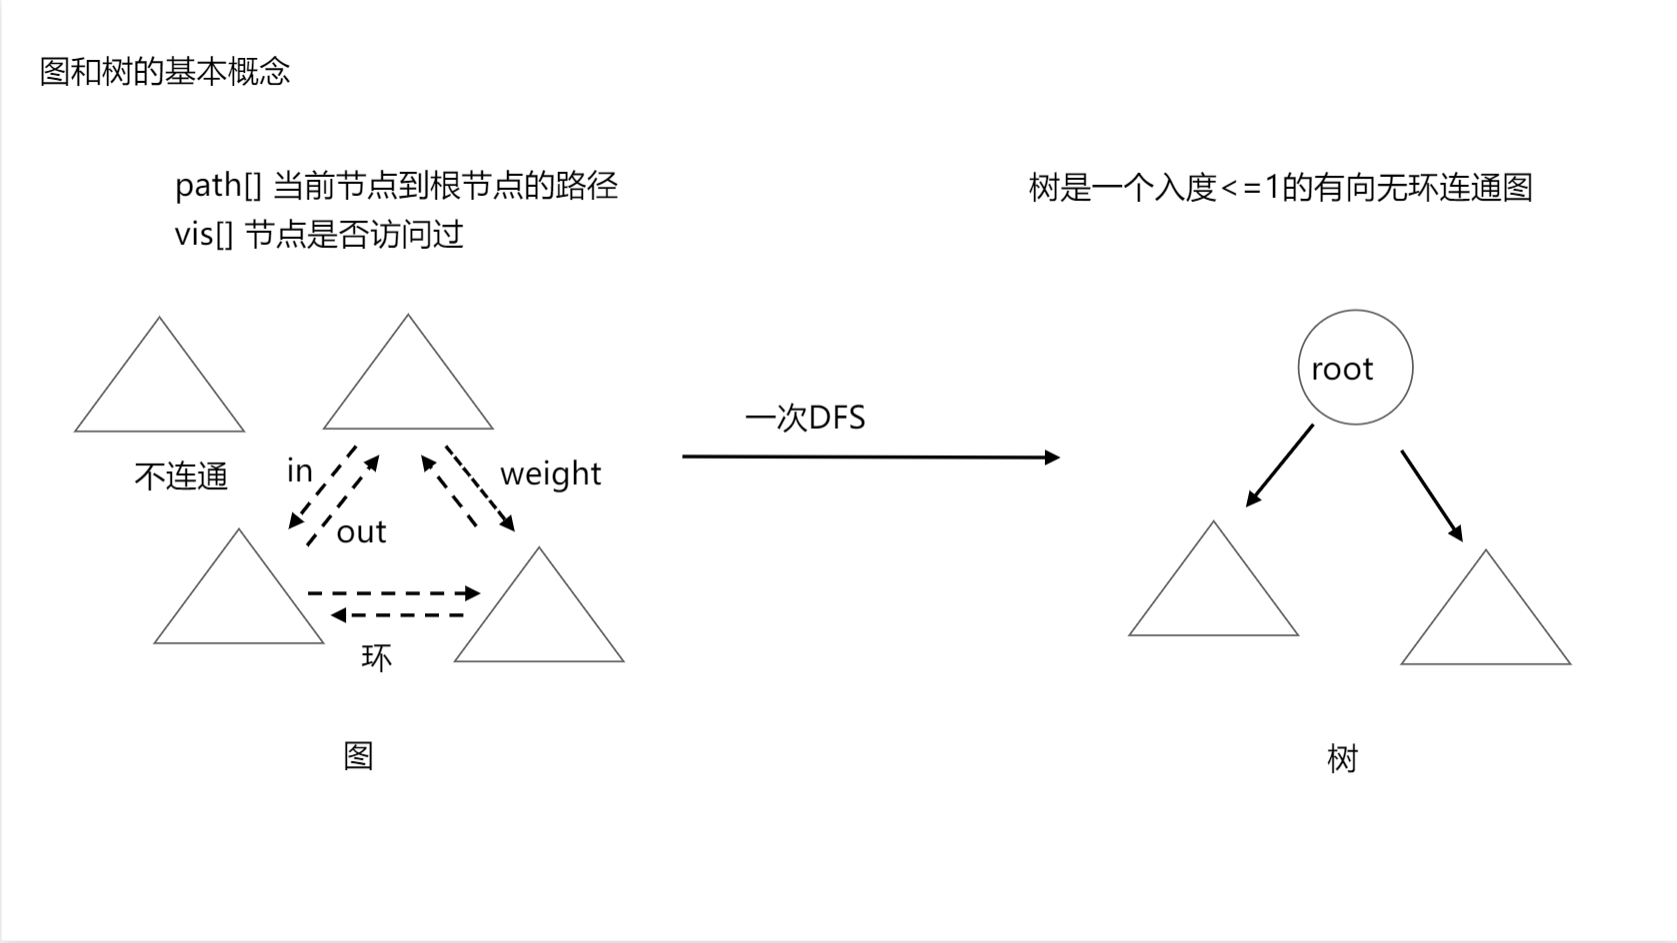 图和树的基本概念
path[] 当前节点到根节点的路径
vis[] 节点是否访问过
树是一个入度<=1的有向无环连通图
root
一次DFS
不连通
in
weight
out
环
图
树